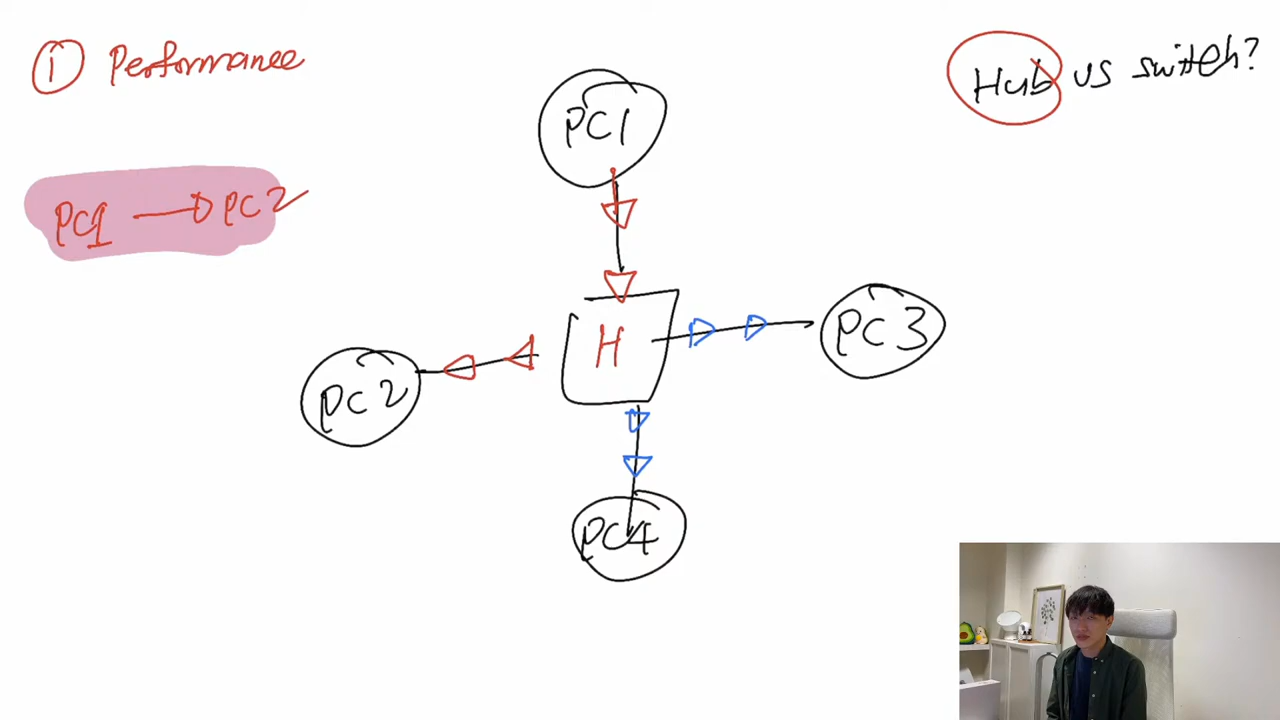 ① Performance
Hub vs switch?
PC1 → PC2
PC1
H
PC3
PC2
PC4